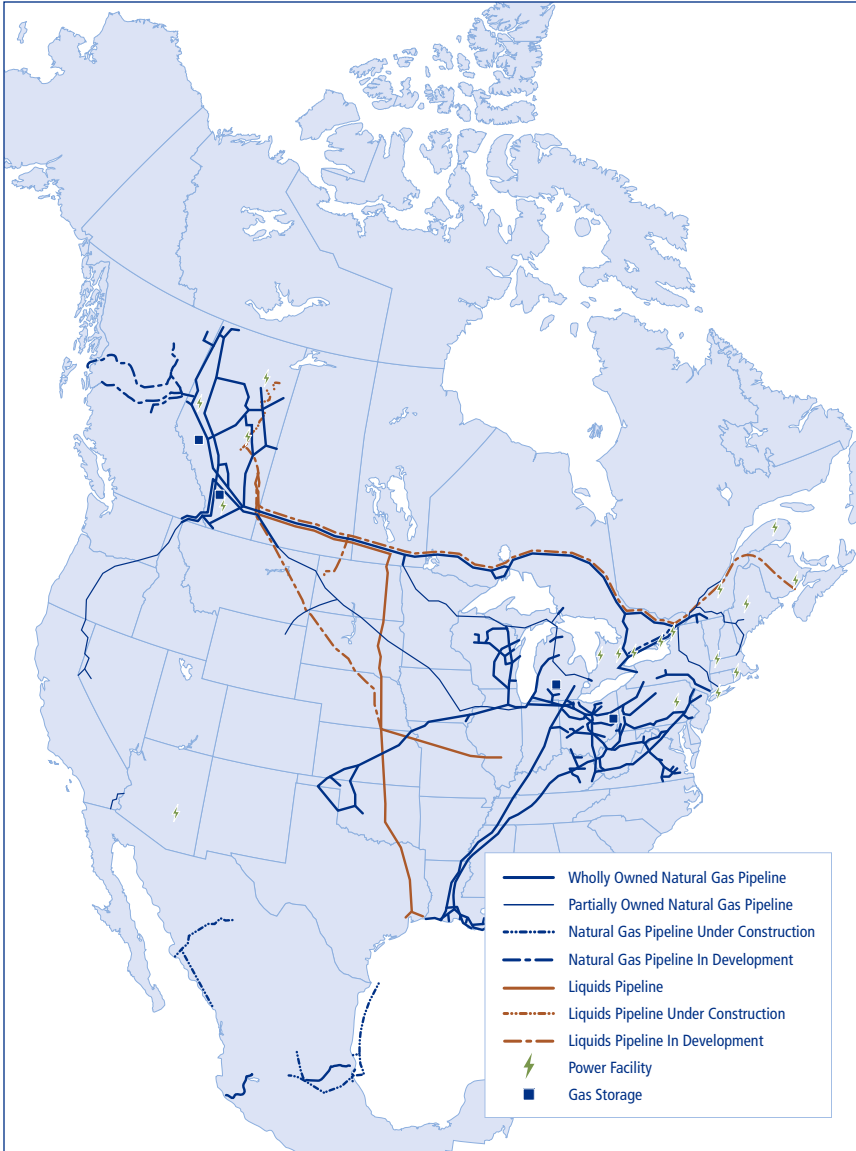 Wholly Owned Natural Gas Pipeline
Partially Owned Natural Gas Pipeline
Natural Gas Pipeline Under Construction
Natural Gas Pipeline In Development
Liquids Pipeline
Liquids Pipeline Under Construction
Liquids Pipeline In Development
Power Facility
Gas Storage